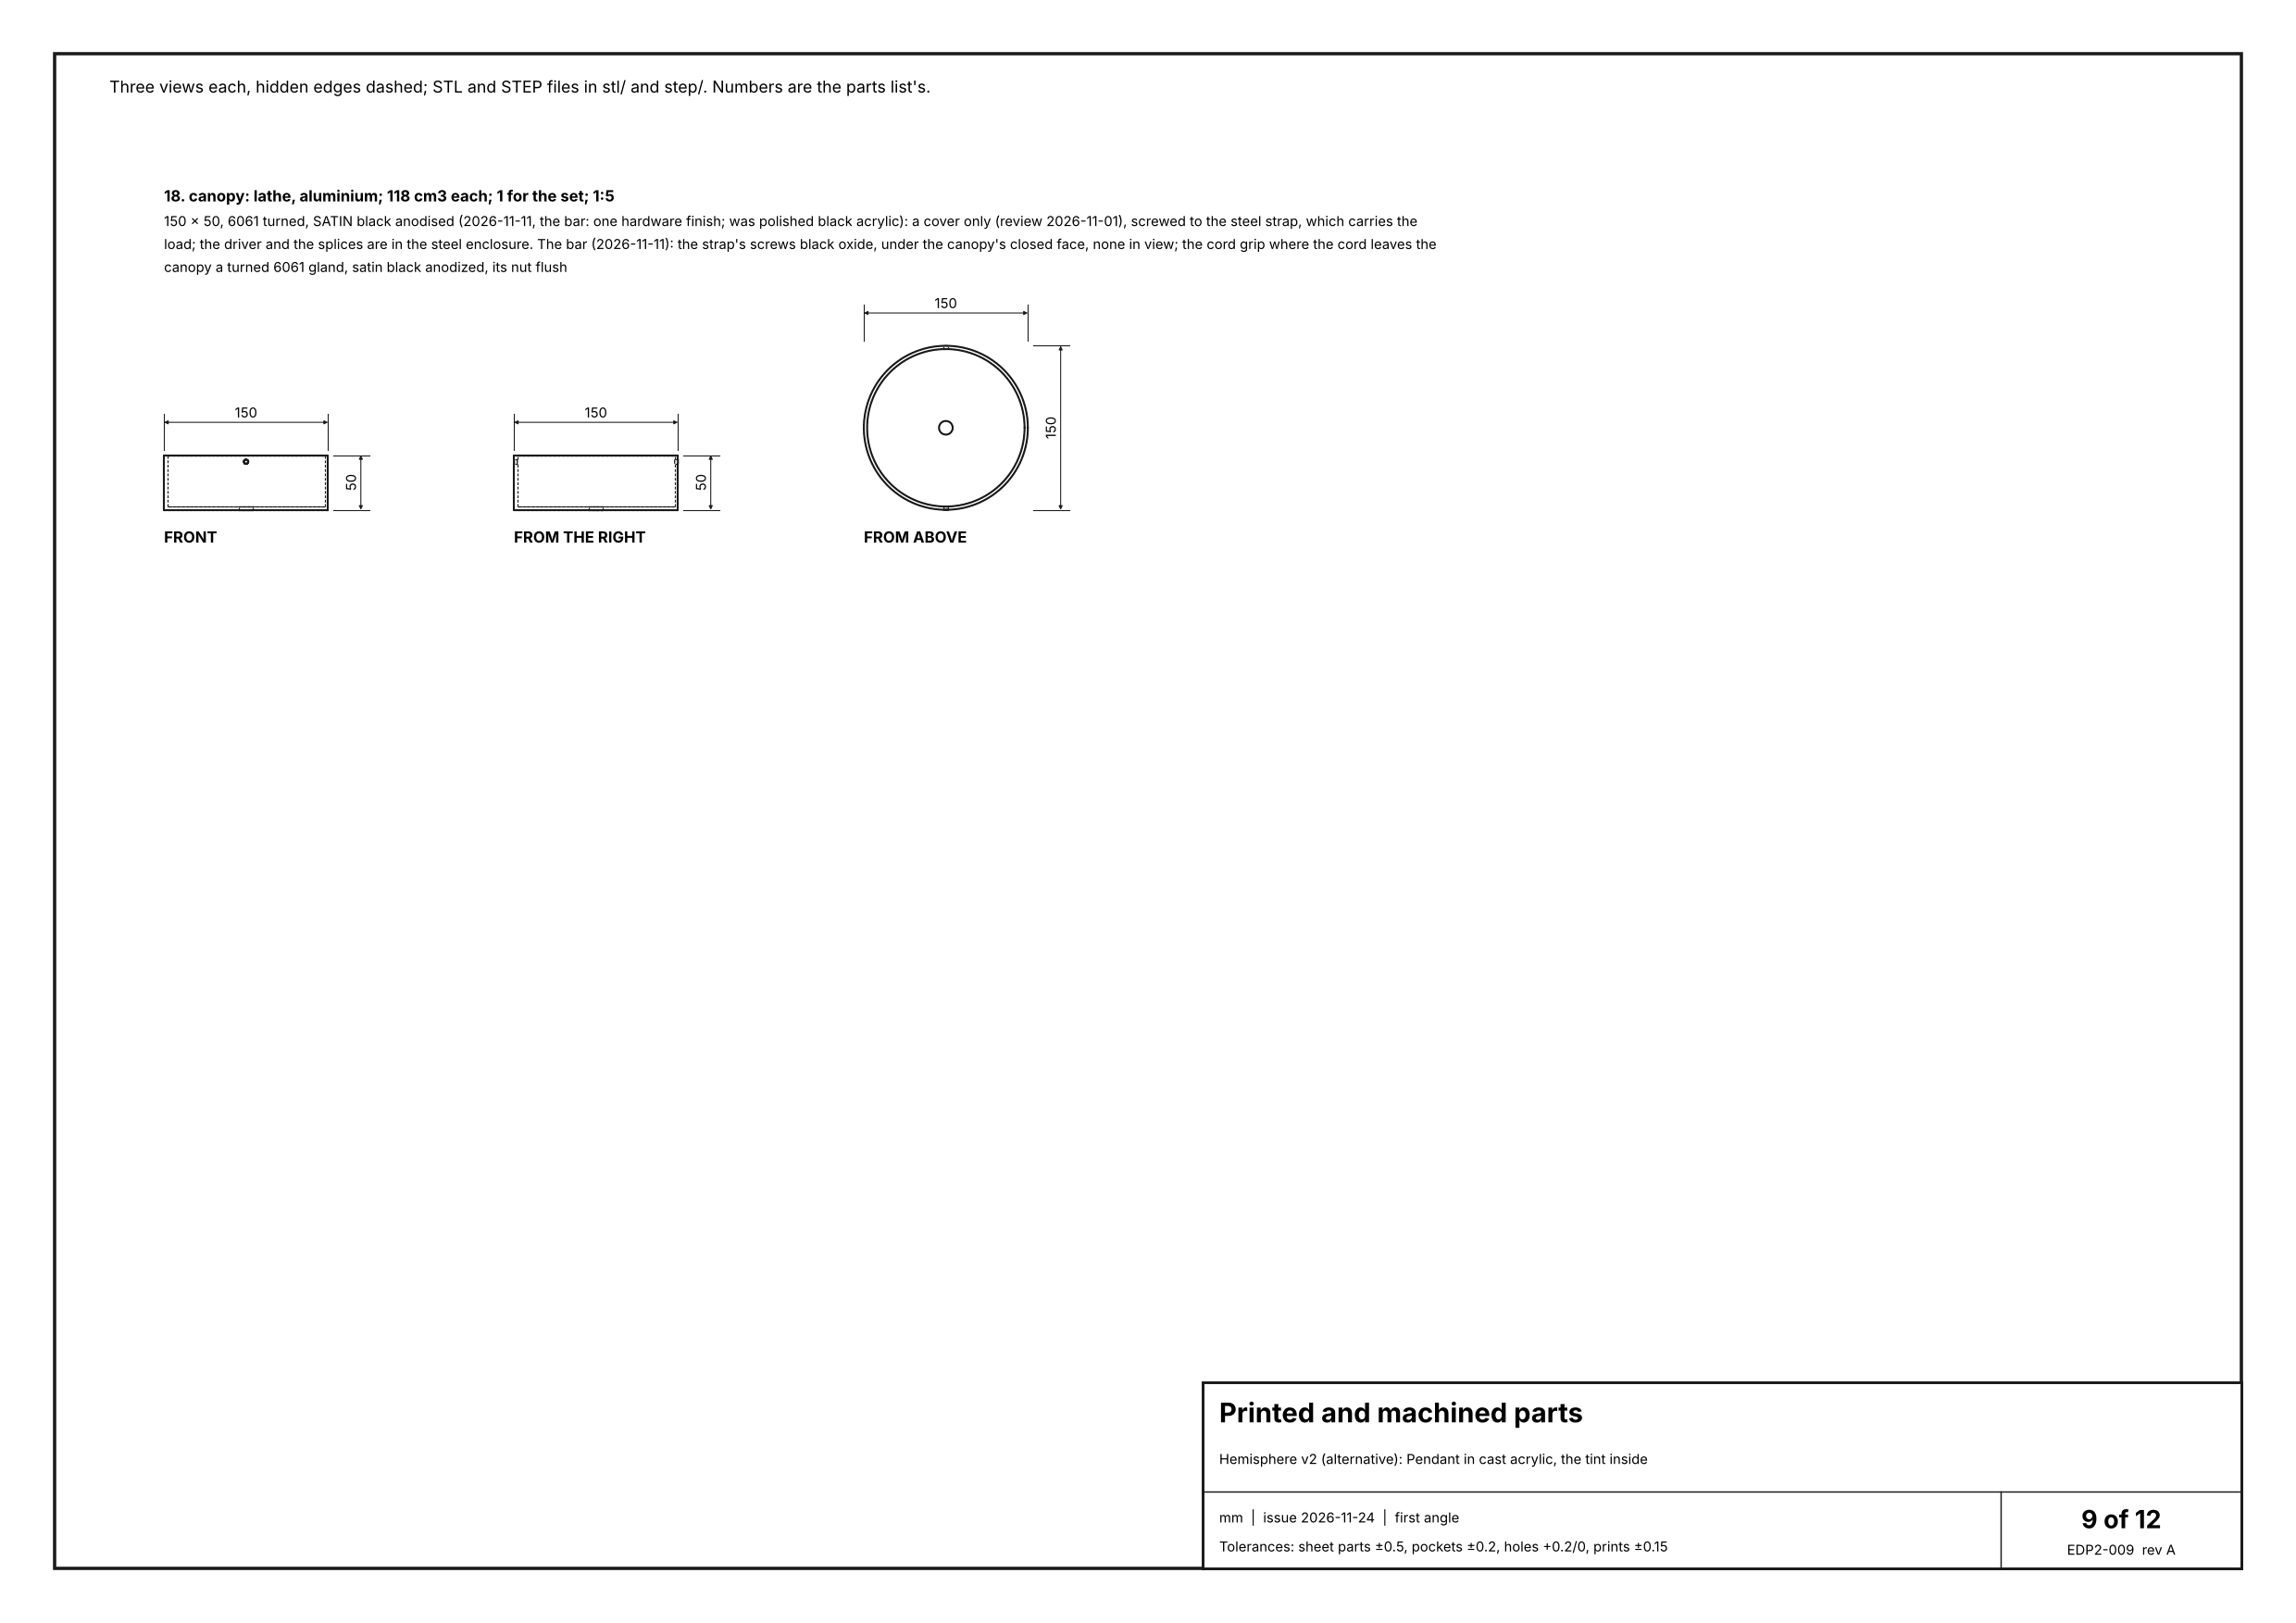 Three views each, hidden edges dashed; STL and STEP files in stl/ and step/. Numbers are the parts list's.
18. canopy: lathe, aluminium; 118 cm3 each; 1 for the set; 1:5
150 × 50, 6061 turned, SATIN black anodised (2026-11-11, the bar: one hardware finish; was polished black acrylic): a cover only (review 2026-11-01), screwed to the steel strap, which carries the
load; the driver and the splices are in the steel enclosure. The bar (2026-11-11): the strap's screws black oxide, under the canopy's closed face, none in view; the cord grip where the cord leaves the
canopy a turned 6061 gland, satin black anodized, its nut flush
150
50
FRONT
150
50
FROM THE RIGHT
150
150
FROM ABOVE
Printed and machined parts
Hemisphere v2 (alternative): Pendant in cast acrylic, the tint inside
mm | issue 2026-11-24 | first angle
Tolerances: sheet parts ±0.5, pockets ±0.2, holes +0.2/0, prints ±0.15
9 of 12
EDP2-009 rev A